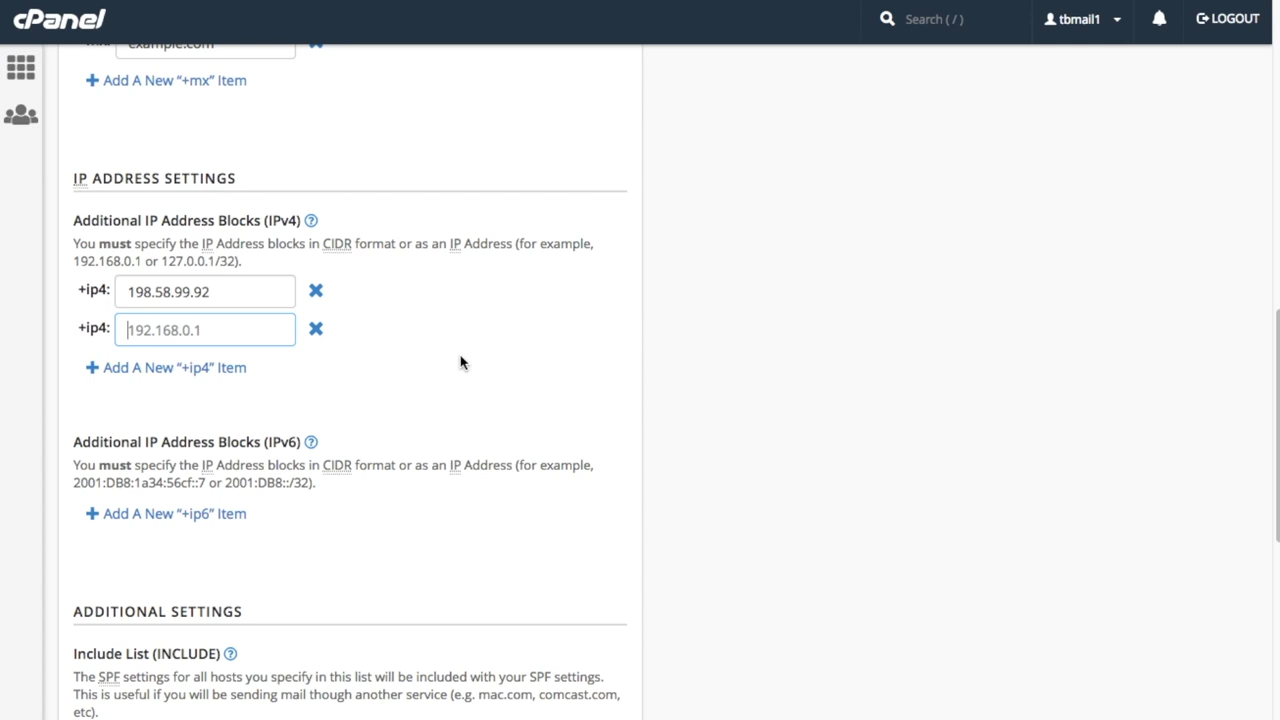 cPanel
Search ( / )
tbmail1
LOGOUT
example.com
Add A New “+mx” Item
IP ADDRESS SETTINGS
Additional IP Address Blocks (IPv4)
You must specify the IP Address blocks in CIDR format or as an IP Address (for example,
192.168.0.1 or 127.0.0.1/32).
+ip4: 198.58.99.92
+ip4: 192.168.0.1
Add A New “+ip4” Item
Additional IP Address Blocks (IPv6)
You must specify the IP Address blocks in CIDR format or as an IP Address (for example,
2001:DB8:1a34:56cf::7 or 2001:DB8::/32).
Add A New “+ip6” Item
ADDITIONAL SETTINGS
Include List (INCLUDE)
The SPF settings for all hosts you specify in this list will be included with your SPF settings.
This is useful if you will be sending mail though another service (e.g. mac.com, comcast.com,
etc).